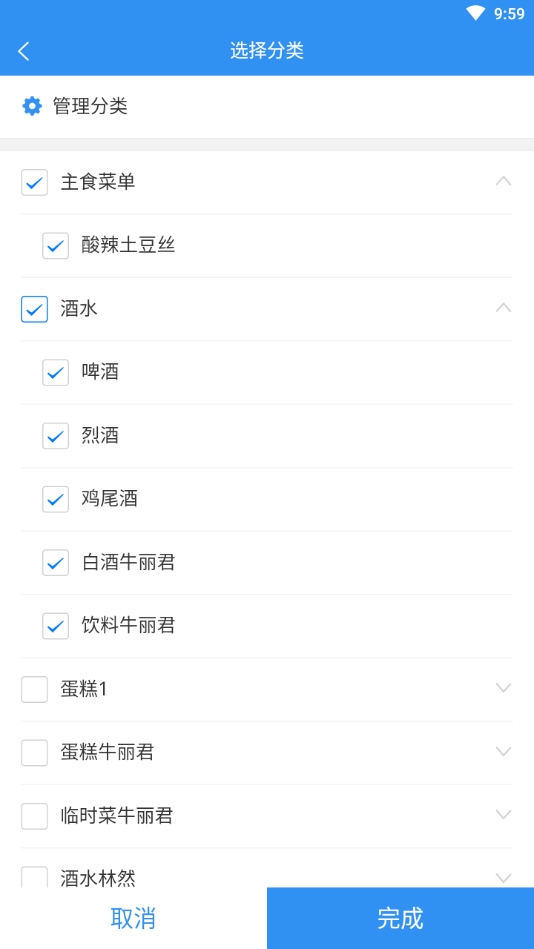 9:59
选择分类
管理分类
主食菜单
酸辣土豆丝
酒水
啤酒
烈酒
鸡尾酒
白酒牛丽君
饮料牛丽君
蛋糕1
蛋糕牛丽君
临时菜牛丽君
酒水林然
取消
完成